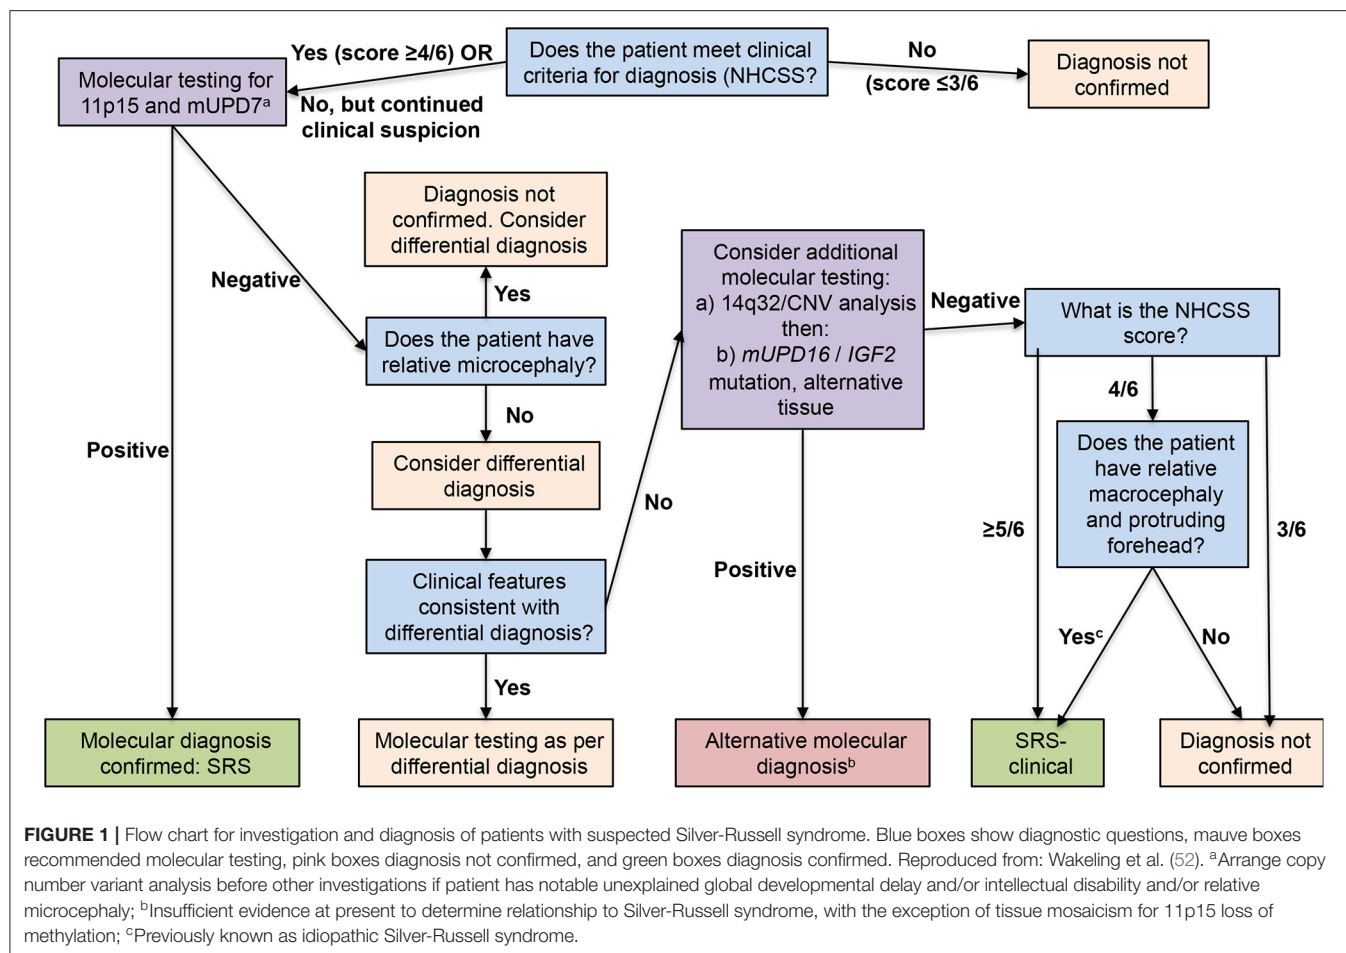 Yes (score ≥4/6) OR
No, but continued
clinical suspicion
Does the patient meet clinical
criteria for diagnosis (NHCSS?
No
(score ≤3/6
Diagnosis not
confirmed
Molecular testing for
11p15 and mUPD7a
Negative
Positive
Diagnosis not
confirmed. Consider
differential diagnosis
Yes
Does the patient have
relative microcephaly?
No
Consider differential
diagnosis
Clinical features
consistent with
differential diagnosis?
No
Yes
Consider additional
molecular testing:
a) 14q32/CNV analysis
then:
b) mUPD16 / IGF2
mutation, alternative
tissue
Negative
Positive
What is the NHCSS
score?
4/6
Does the patient
have relative
macrocephaly
and protruding
forehead?
≥5/6
3/6
Yesc
No
Molecular diagnosis
confirmed: SRS
Molecular testing as per
differential diagnosis
Alternative molecular
diagnosisb
SRS-
clinical
Diagnosis not
confirmed
FIGURE 1 | Flow chart for investigation and diagnosis of patients with suspected Silver-Russell syndrome. Blue boxes show diagnostic questions, mauve boxes
recommended molecular testing, pink boxes diagnosis not confirmed, and green boxes diagnosis confirmed. Reproduced from: Wakeling et al. (52). aArrange copy
number variant analysis before other investigations if patient has notable unexplained global developmental delay and/or intellectual disability and/or relative
microcephaly; bInsufficient evidence at present to determine relationship to Silver-Russell syndrome, with the exception of tissue mosaicism for 11p15 loss of
methylation; cPreviously known as idiopathic Silver-Russell syndrome.